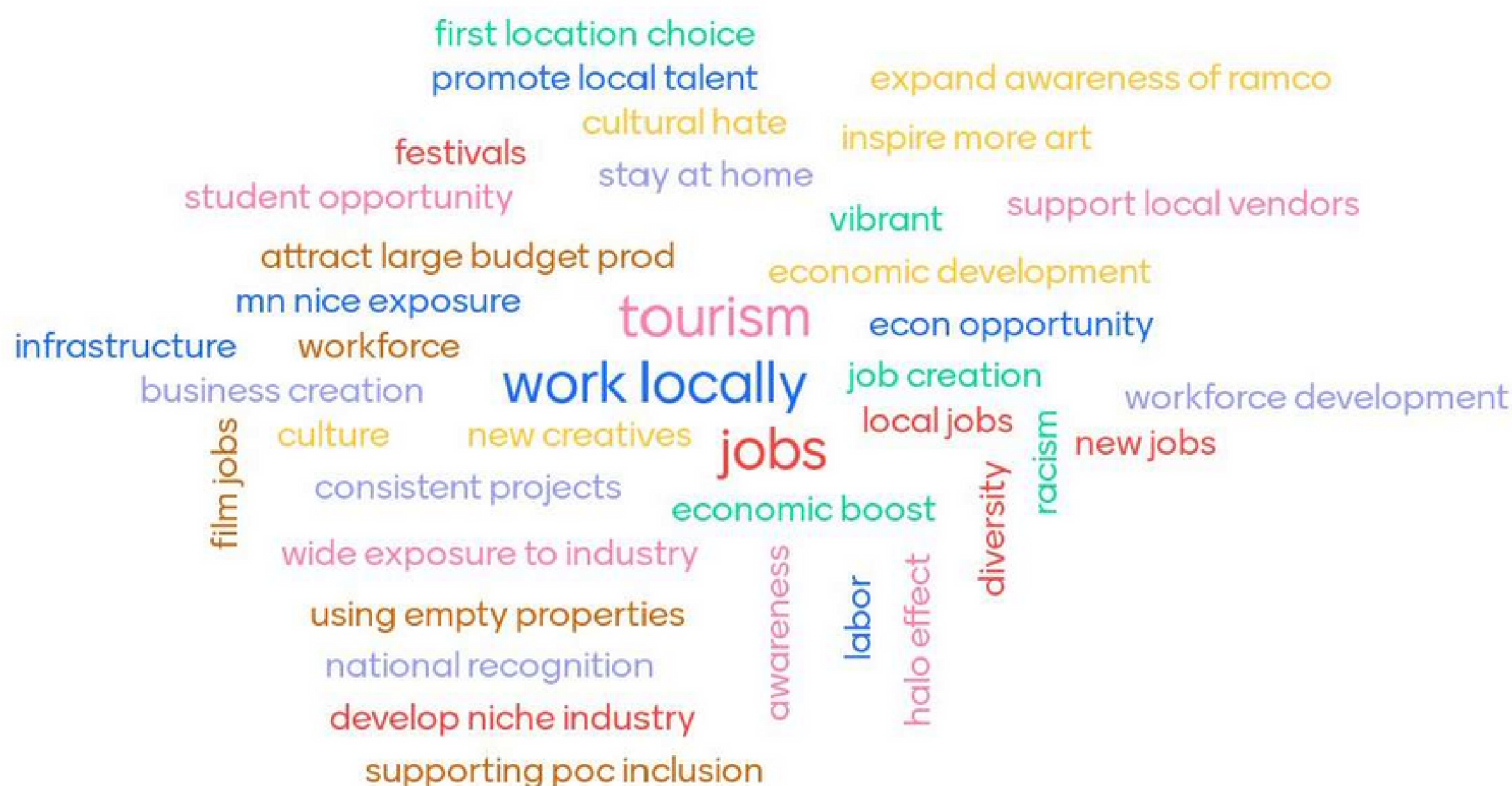 first location choice
promote local talent
expand awareness of ramco
cultural hate
inspire more art
festivals
stay at home
student opportunity
support local vendors
vibrant
attract large budget prod
economic development
mn nice exposure
tourism
econ opportunity
infrastructure
workforce
work locally
job creation
business creation
workforce development
local jobs
culture
new creatives
jobs
new jobs
film jobs
racism
consistent projects
economic boost
diversity
wide exposure to industry
awareness
labor
halo effect
using empty properties
national recognition
develop niche industry
supporting poc inclusion